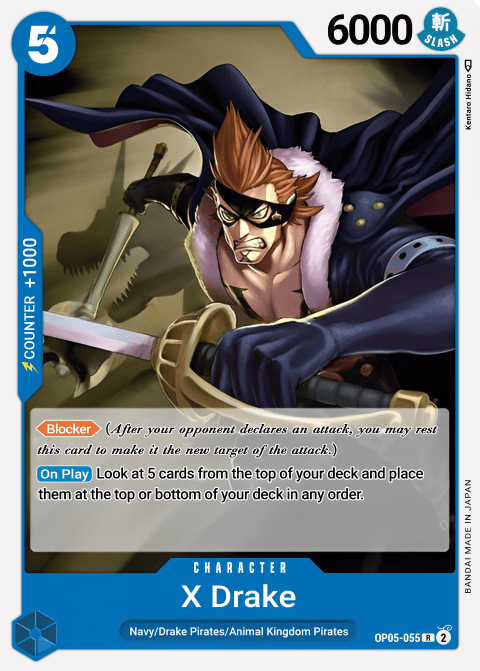 5
6000
斬
SLASH
Kentaro Hidano
COUNTER +1000
Blocker (After your opponent declares an attack, you may rest
this card to make it the new target of the attack.)
On Play Look at 5 cards from the top of your deck and place
them at the top or bottom of your deck in any order.
BANDAI MADE IN JAPAN
CHARACTER
X Drake
Navy/Drake Pirates/Animal Kingdom Pirates
OP05-055 R 2